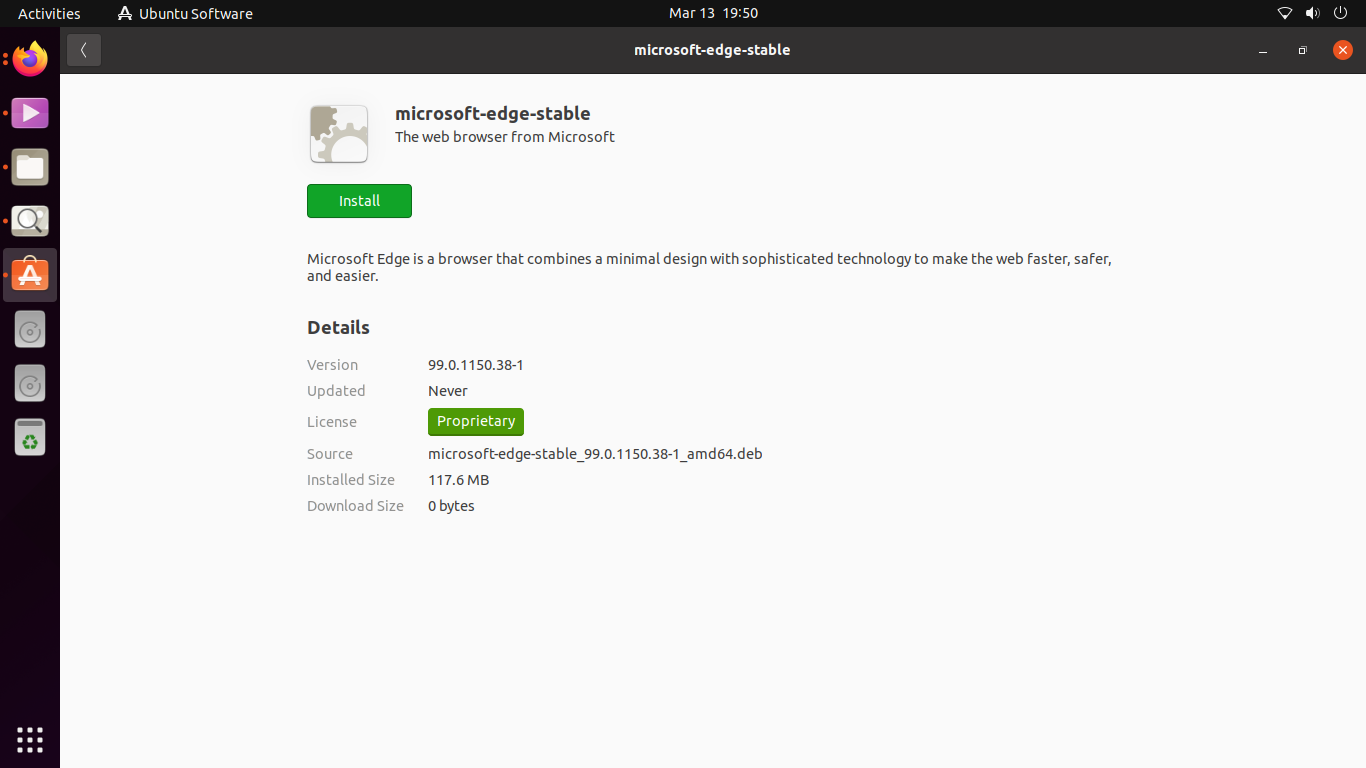 Activities
Ubuntu Software
Mar 13 19:50
microsoft-edge-stable
microsoft-edge-stable
The web browser from Microsoft
Install
Microsoft Edge is a browser that combines a minimal design with sophisticated technology to make the web faster, safer,
and easier.
Details
Version 99.0.1150.38-1
Updated Never
License Proprietary
Source microsoft-edge-stable_99.0.1150.38-1_amd64.deb
Installed Size 117.6 MB
Download Size 0 bytes